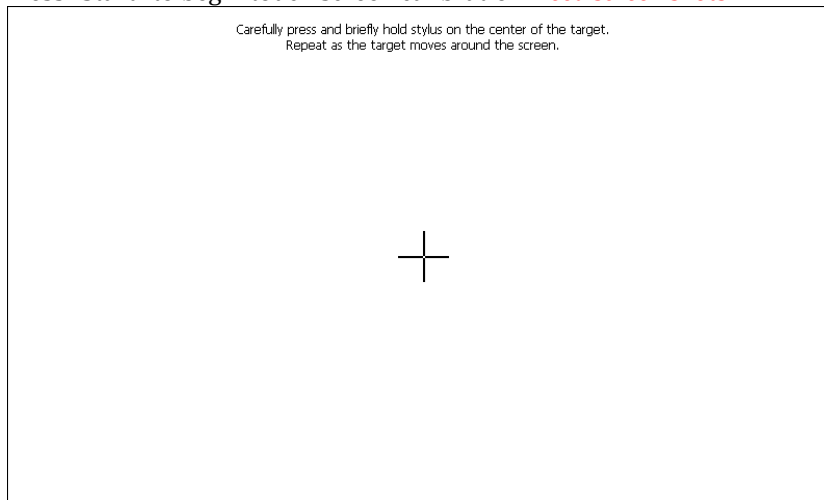 Carefully press and briefly hold stylus on the center of the target.
Repeat as the target moves around the screen.